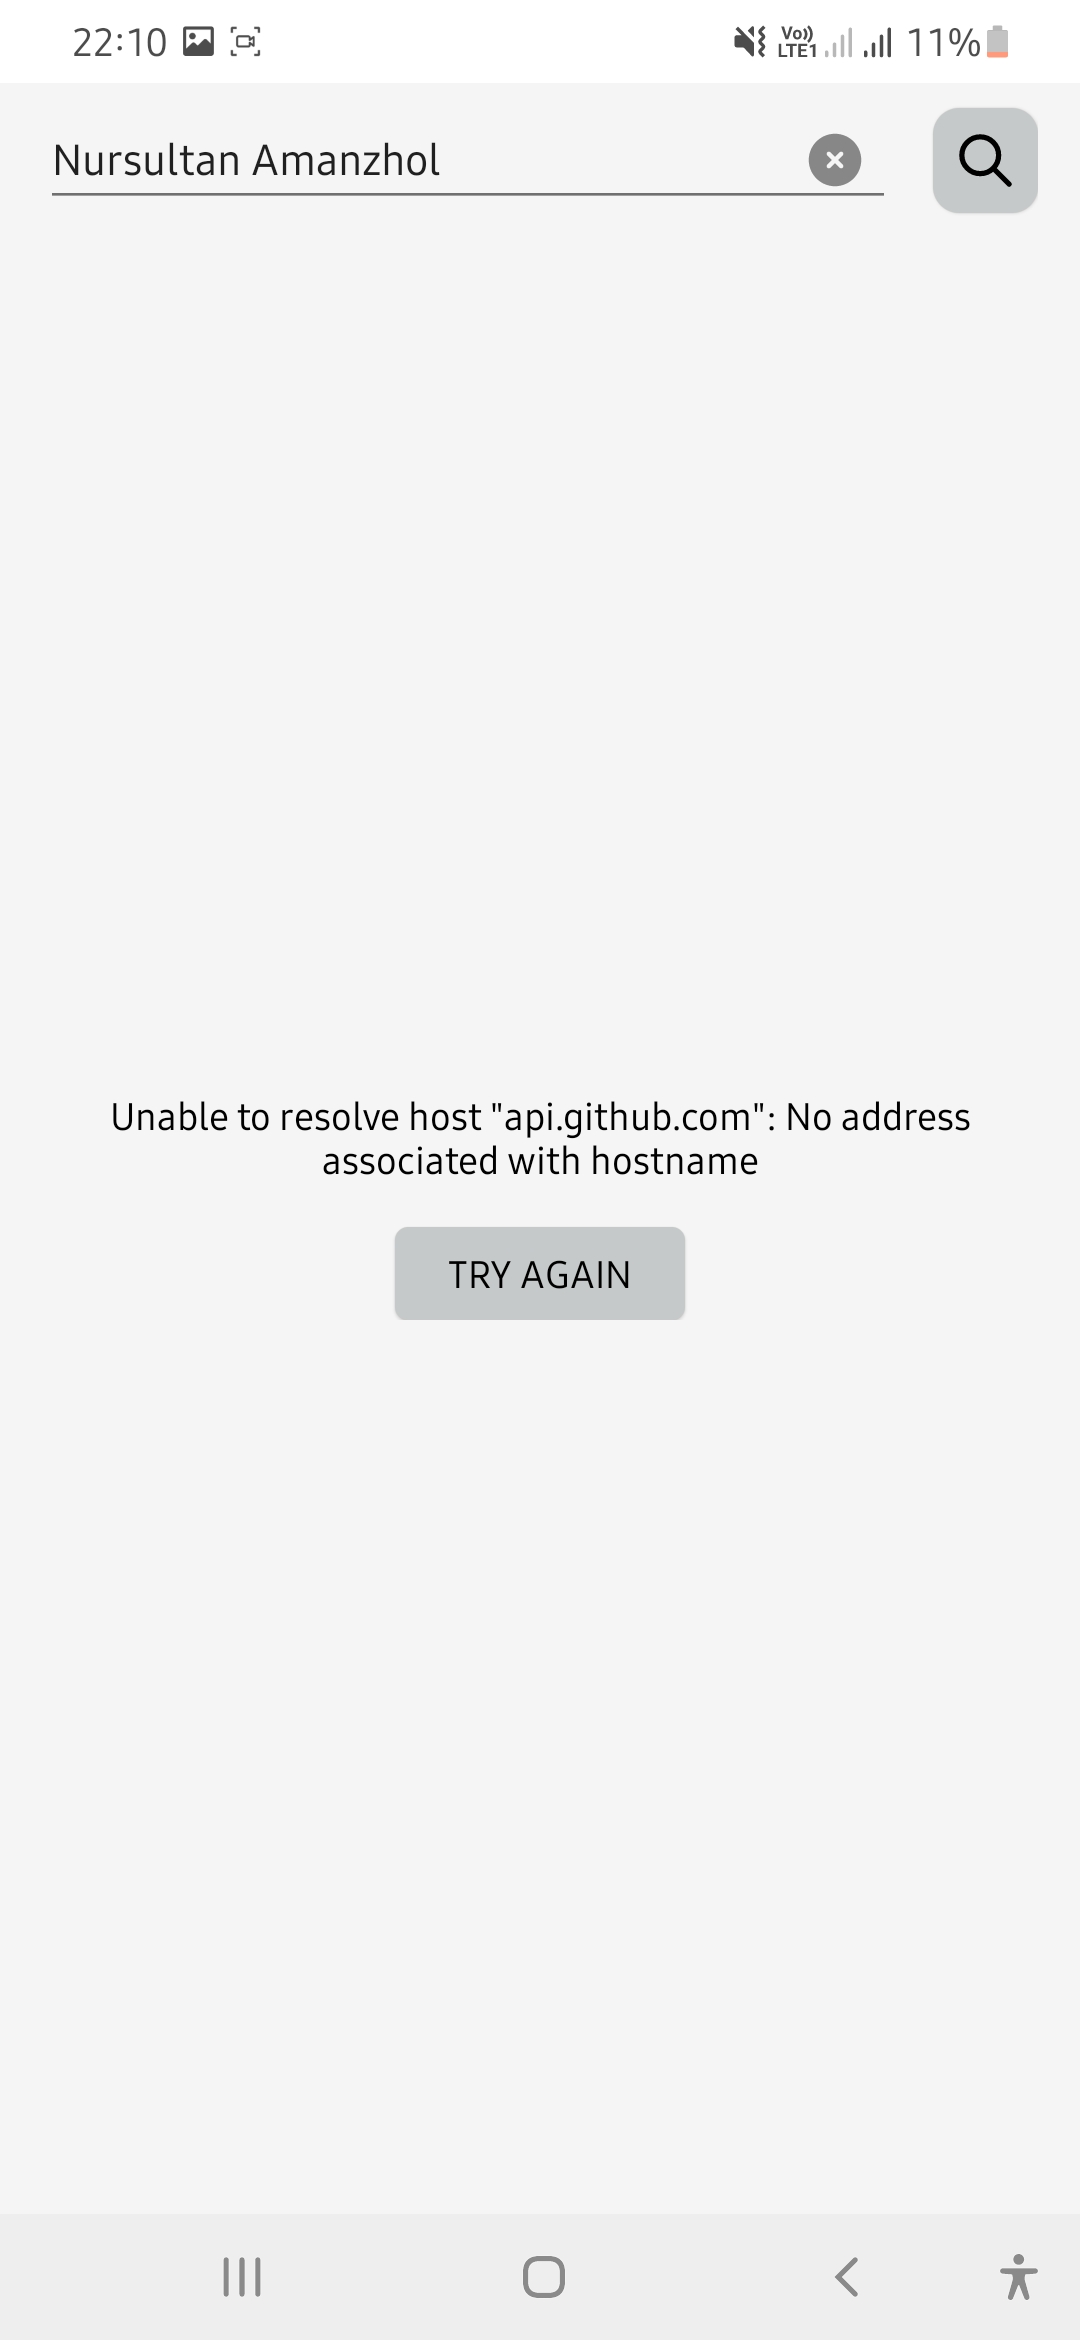 22:10
Vo)) LTE1 11%
Nursultan Amanzhol
Unable to resolve host "api.github.com": No address
associated with hostname
TRY AGAIN